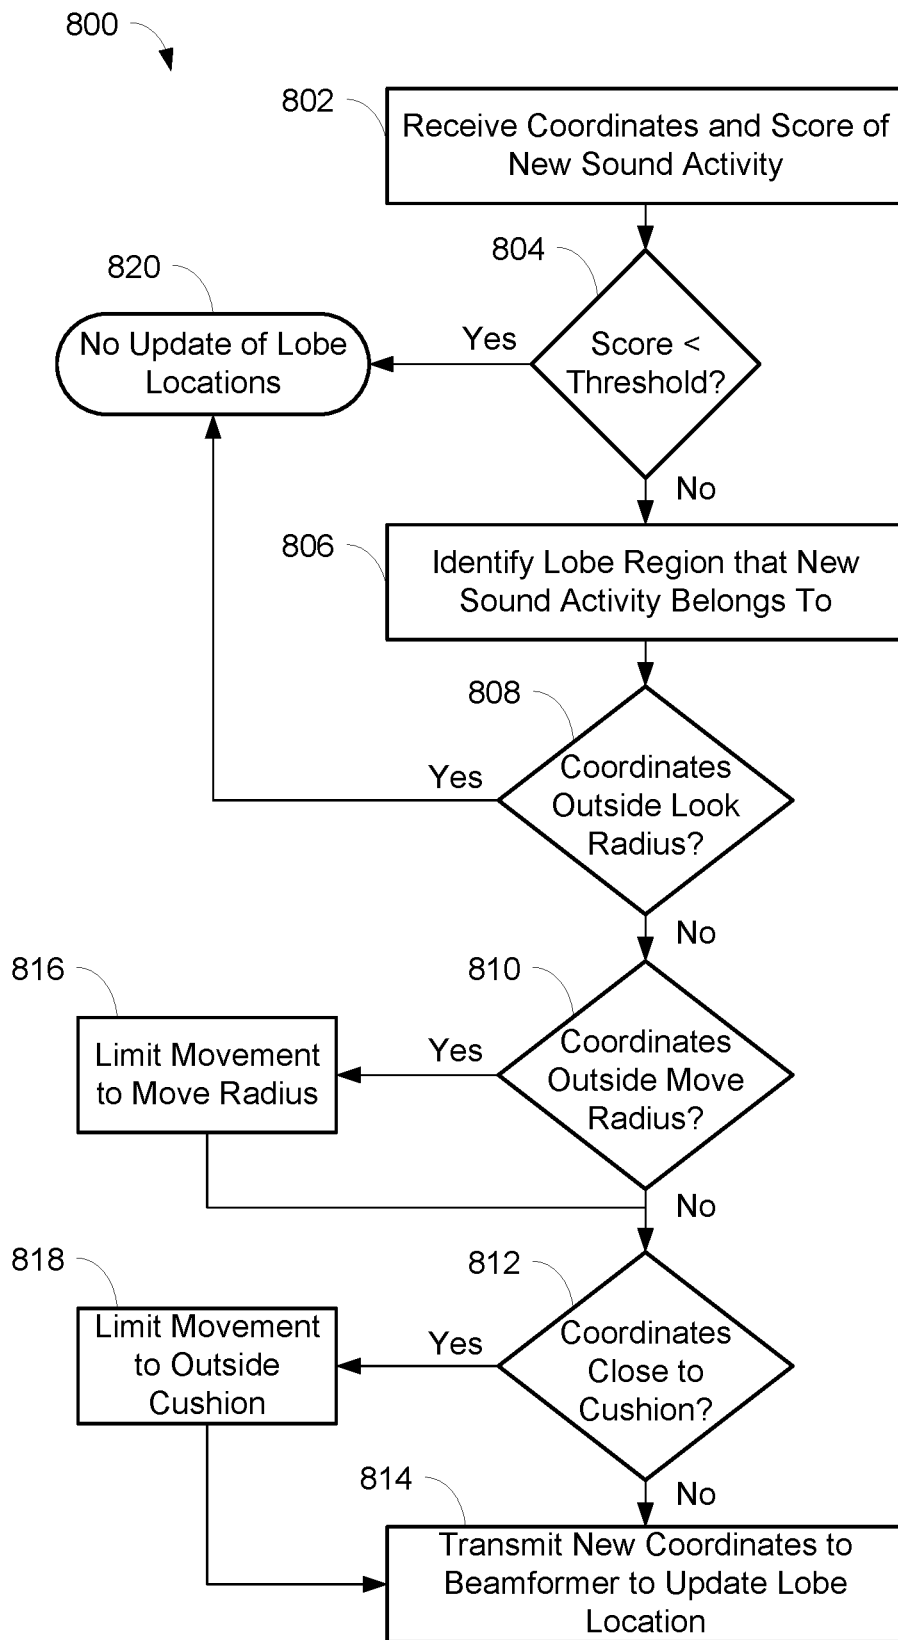 800
802
Receive Coordinates and Score of
New Sound Activity
804
820
No Update of Lobe
Locations
Yes
Score <
Threshold?
No
806
Identify Lobe Region that New
Sound Activity Belongs To
808
Yes
Coordinates
Outside Look
Radius?
No
816
810
Limit Movement
to Move Radius
Yes
Coordinates
Outside Move
Radius?
No
818
812
Limit Movement
to Outside
Cushion
Yes
Coordinates
Close to
Cushion?
No
814
Transmit New Coordinates to
Beamformer to Update Lobe
Location